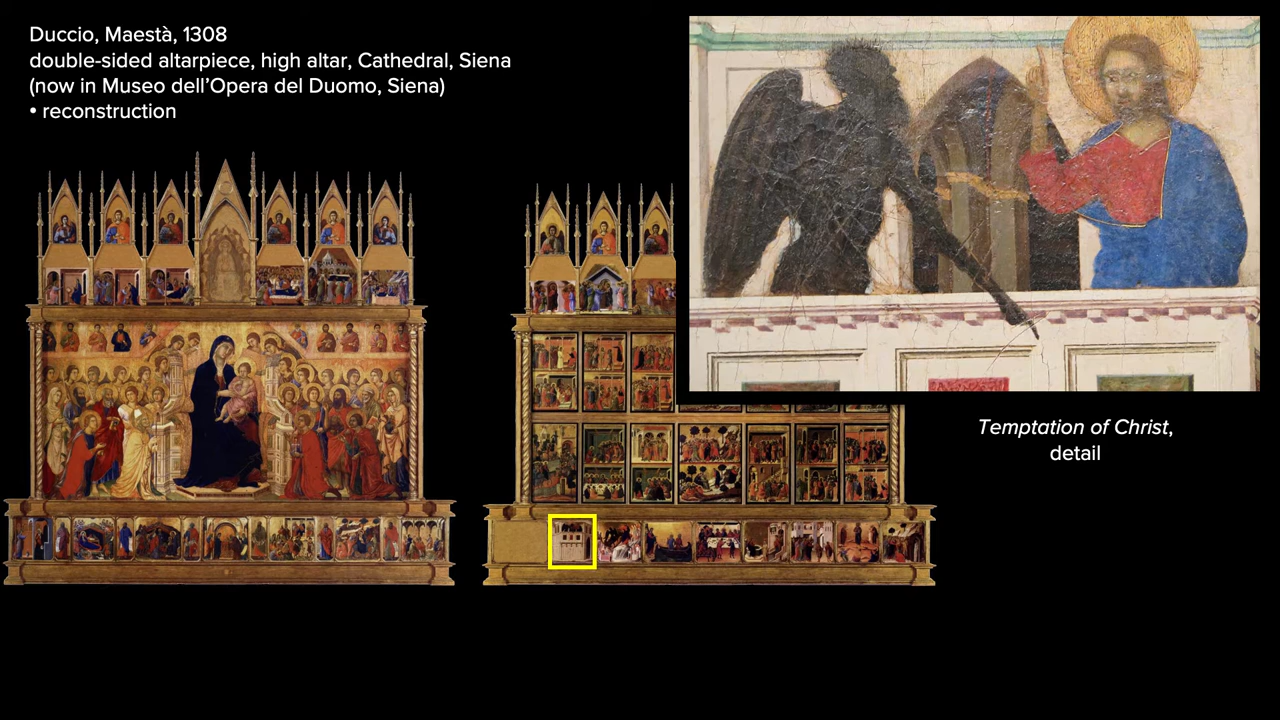 Duccio, Maestà, 1308
double-sided altarpiece, high altar, Cathedral, Siena
(now in Museo dell’Opera del Duomo, Siena)
• reconstruction
Temptation of Christ,
detail